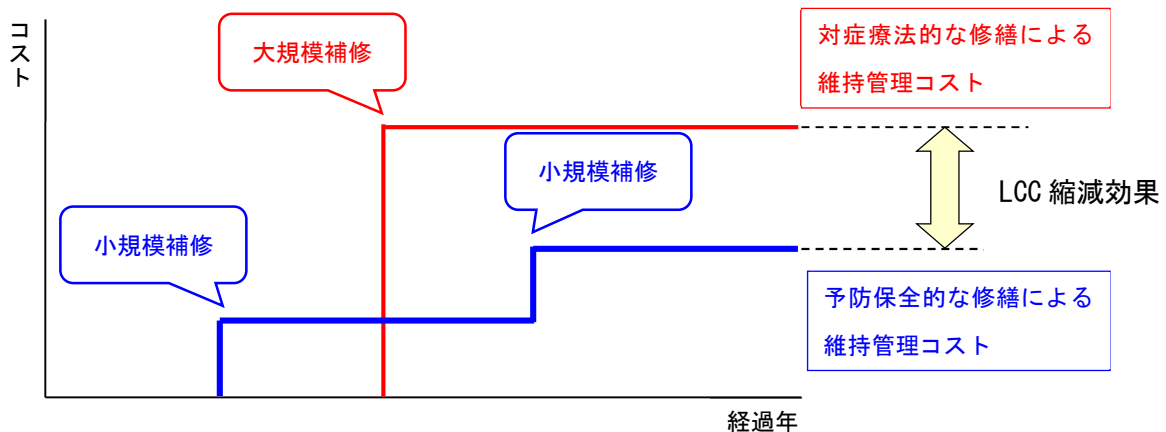 コスト
大規模補修
対症療法的な修繕による
維持管理コスト
小規模補修
LCC 縮減効果
小規模補修
予防保全的な修繕による
維持管理コスト
経過年